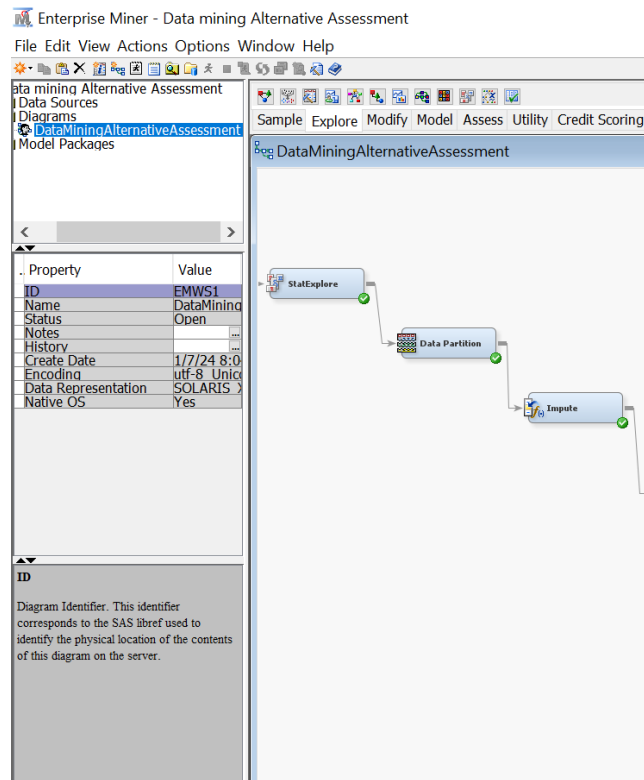 Enterprise Miner - Data mining Alternative Assessment
File Edit View Actions Options Window Help
ata mining Alternative Assessment
Data Sources
Diagrams
DataMiningAlternativeAssessment
Model Packages
Sample Explore Modify Model Assess Utility Credit Scoring
DataMiningAlternativeAssessment
.. Property Value
ID EMWS1
Name DataMining
Status Open
Notes ...
History ...
Create Date 1/7/24 8:0
Encoding utf-8 Unic
Data Representation SOLARIS
Native OS Yes
StatExplore
Data Partition
Impute
ID
Diagram Identifier. This identifier
corresponds to the SAS libref used to
identify the physical location of the contents
of this diagram on the server.